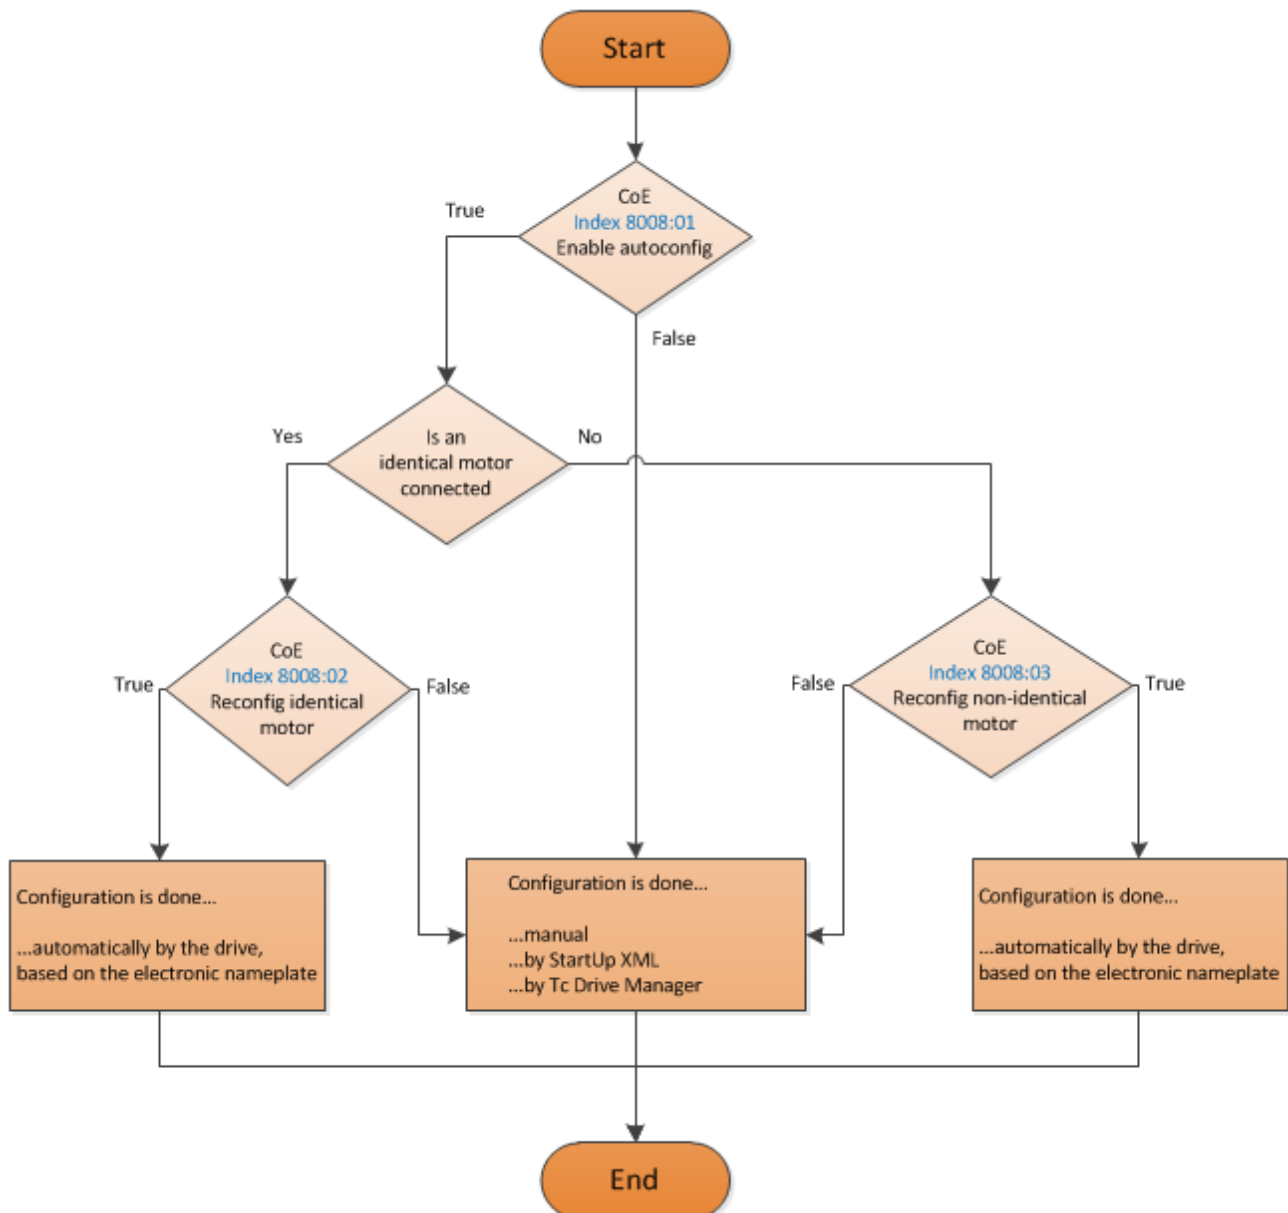 Start
CoE
Index 8008:01
Enable autoconfig
True
False
Is an
identical motor
connected
Yes
No
CoE
Index 8008:02
Reconfig identical
motor
True
False
CoE
Index 8008:03
Reconfig non-identical
motor
False
True
Configuration is done...
...automatically by the drive,
based on the electronic nameplate
Configuration is done...
...manual
...by StartUp XML
...by Tc Drive Manager
Configuration is done...
...automatically by the drive,
based on the electronic nameplate
End